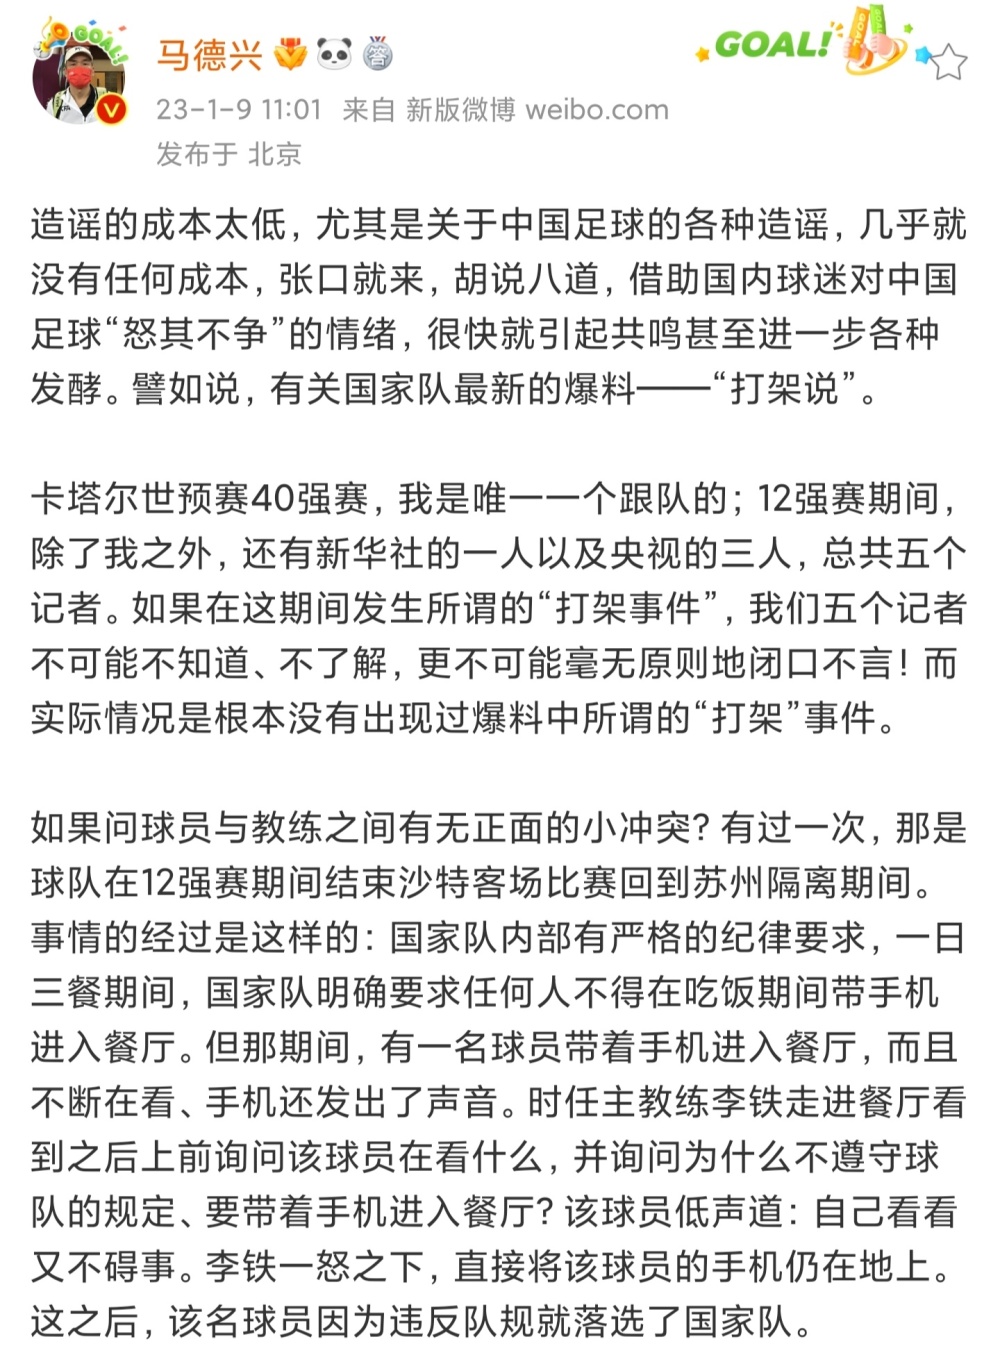 GOAL!
马德兴
答
GOAL!
23-1-9 11:01 来自 新版微博 weibo.com
发布于 北京
造谣的成本太低，尤其是关于中国足球的各种造谣，几乎就
没有任何成本，张口就来，胡说八道，借助国内球迷对中国
足球“怒其不争”的情绪，很快就引起共鸣甚至进一步各种
发酵。譬如说，有关国家队最新的爆料——“打架说”。
卡塔尔世预赛40强赛，我是唯一一个跟队的；12强赛期间，
除了我之外，还有新华社的一人以及央视的三人，总共五个
记者。如果在这期间发生所谓的“打架事件”，我们五个记者
不可能不知道、不了解，更不可能毫无原则地闭口不言！而
实际情况是根本没有出现过爆料中所谓的“打架”事件。
如果问球员与教练之间有无正面的小冲突？有过一次，那是
球队在12强赛期间结束沙特客场比赛回到苏州隔离期间。
事情的经过是这样的：国家队内部有严格的纪律要求，一日
三餐期间，国家队明确要求任何人不得在吃饭期间带手机
进入餐厅。但那期间，有一名球员带着手机进入餐厅，而且
不断在看、手机还发出了声音。时任主教练李铁走进餐厅看
到之后上前询问该球员在看什么，并询问为什么不遵守球
队的规定、要带着手机进入餐厅？该球员低声道：自己看看
又不碍事。李铁一怒之下，直接将该球员的手机仍在地上。
这之后，该名球员因为违反队规就落选了国家队。